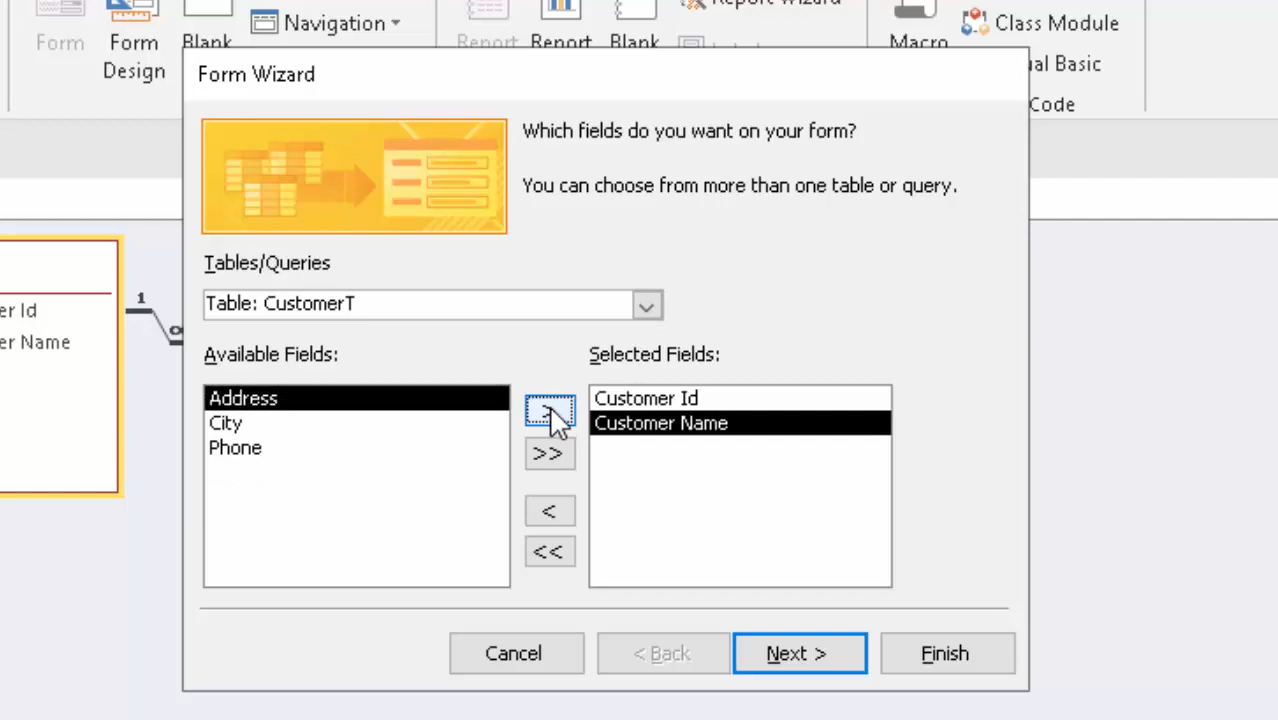 Navigation
Report Wizard
Class Module
Form
Form
Design
Blank
Report
Report
Blank
Macro
ual Basic
Code
Form Wizard
Which fields do you want on your form?
You can choose from more than one table or query.
er Id
er Name
1
Tables/Queries
Table: CustomerT
Available Fields:
Selected Fields:
Address
City
Phone
Customer Id
Customer Name
>
>>
<
<<
Cancel
< Back
Next >
Finish